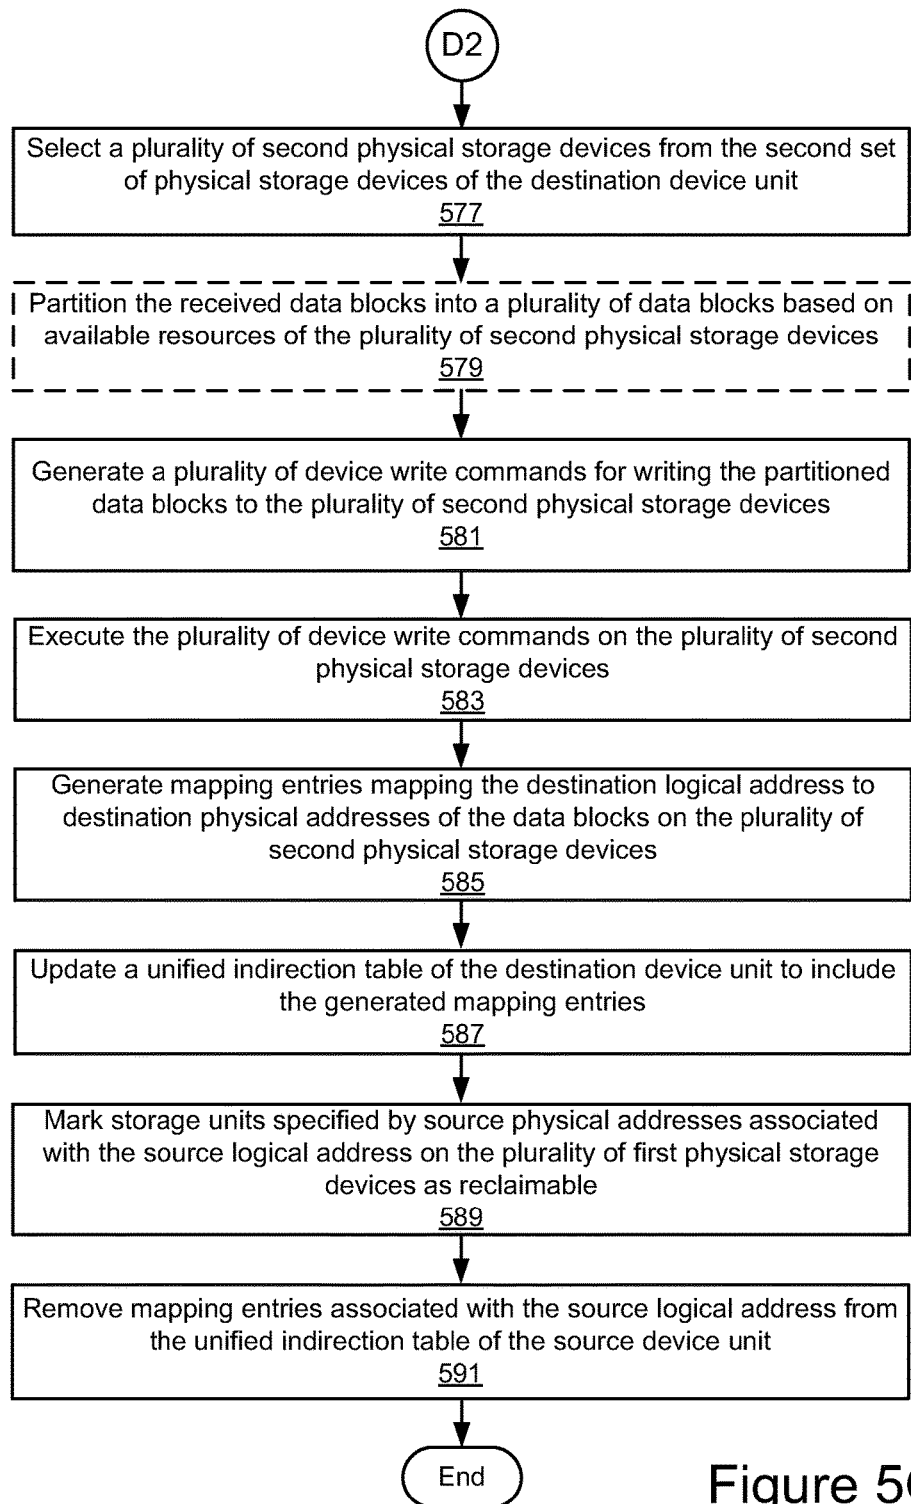 D2
Select a plurality of second physical storage devices from the second set
of physical storage devices of the destination device unit
577
Partition the received data blocks into a plurality of data blocks based on
available resources of the plurality of second physical storage devices
579
Generate a plurality of device write commands for writing the partitioned
data blocks to the plurality of second physical storage devices
581
Execute the plurality of device write commands on the plurality of second
physical storage devices
583
Generate mapping entries mapping the destination logical address to
destination physical addresses of the data blocks on the plurality of
second physical storage devices
585
Update a unified indirection table of the destination device unit to include
the generated mapping entries
587
Mark storage units specified by source physical addresses associated
with the source logical address on the plurality of first physical storage
devices as reclaimable
589
Remove mapping entries associated with the source logical address from
the unified indirection table of the source device unit
591
End
Figure